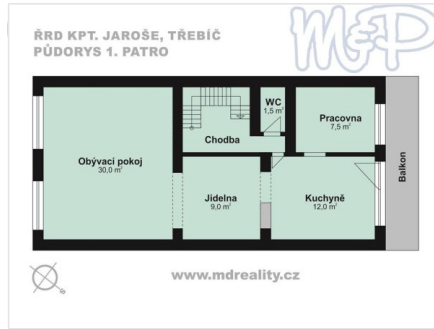 ŘRD KPT. JAROŠE, TŘEBÍČ
PŮDORYS 1. PATRO
M&P
WC
1,5 m²
Pracovna
7,5 m²
Chodba
Obývací pokoj
30,0 m²
Jídelna
9,0 m²
Kuchyně
12,0 m²
Balkon
www.mdreality.cz